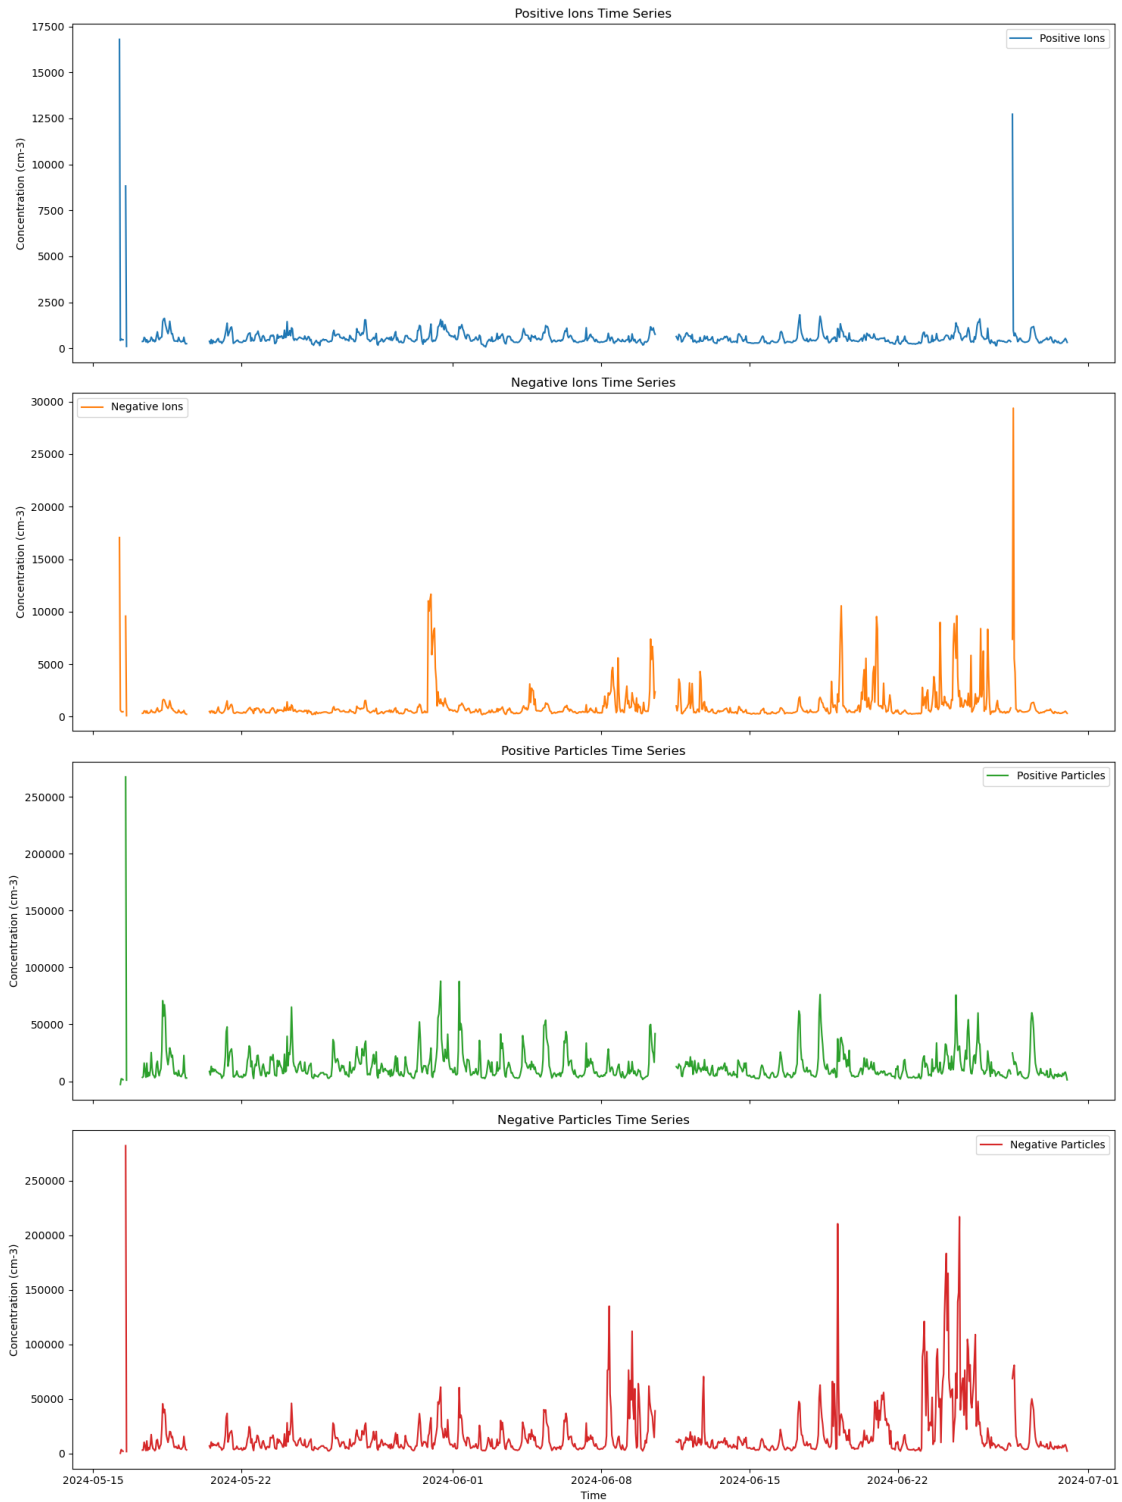 Positive Ions Time Series
17500
15000
12500
10000
7500
5000
2500
0
Concentration (cm-3)
Positive Ions
Negative Ions Time Series
30000
25000
20000
15000
10000
5000
0
Concentration (cm-3)
Negative Ions
Positive Particles Time Series
250000
200000
150000
100000
50000
0
Concentration (cm-3)
Positive Particles
Negative Particles Time Series
250000
200000
150000
100000
50000
0
Concentration (cm-3)
Negative Particles
2024-05-15 2024-05-22 2024-06-01 2024-06-08 2024-06-15 2024-06-22 2024-07-01
Time